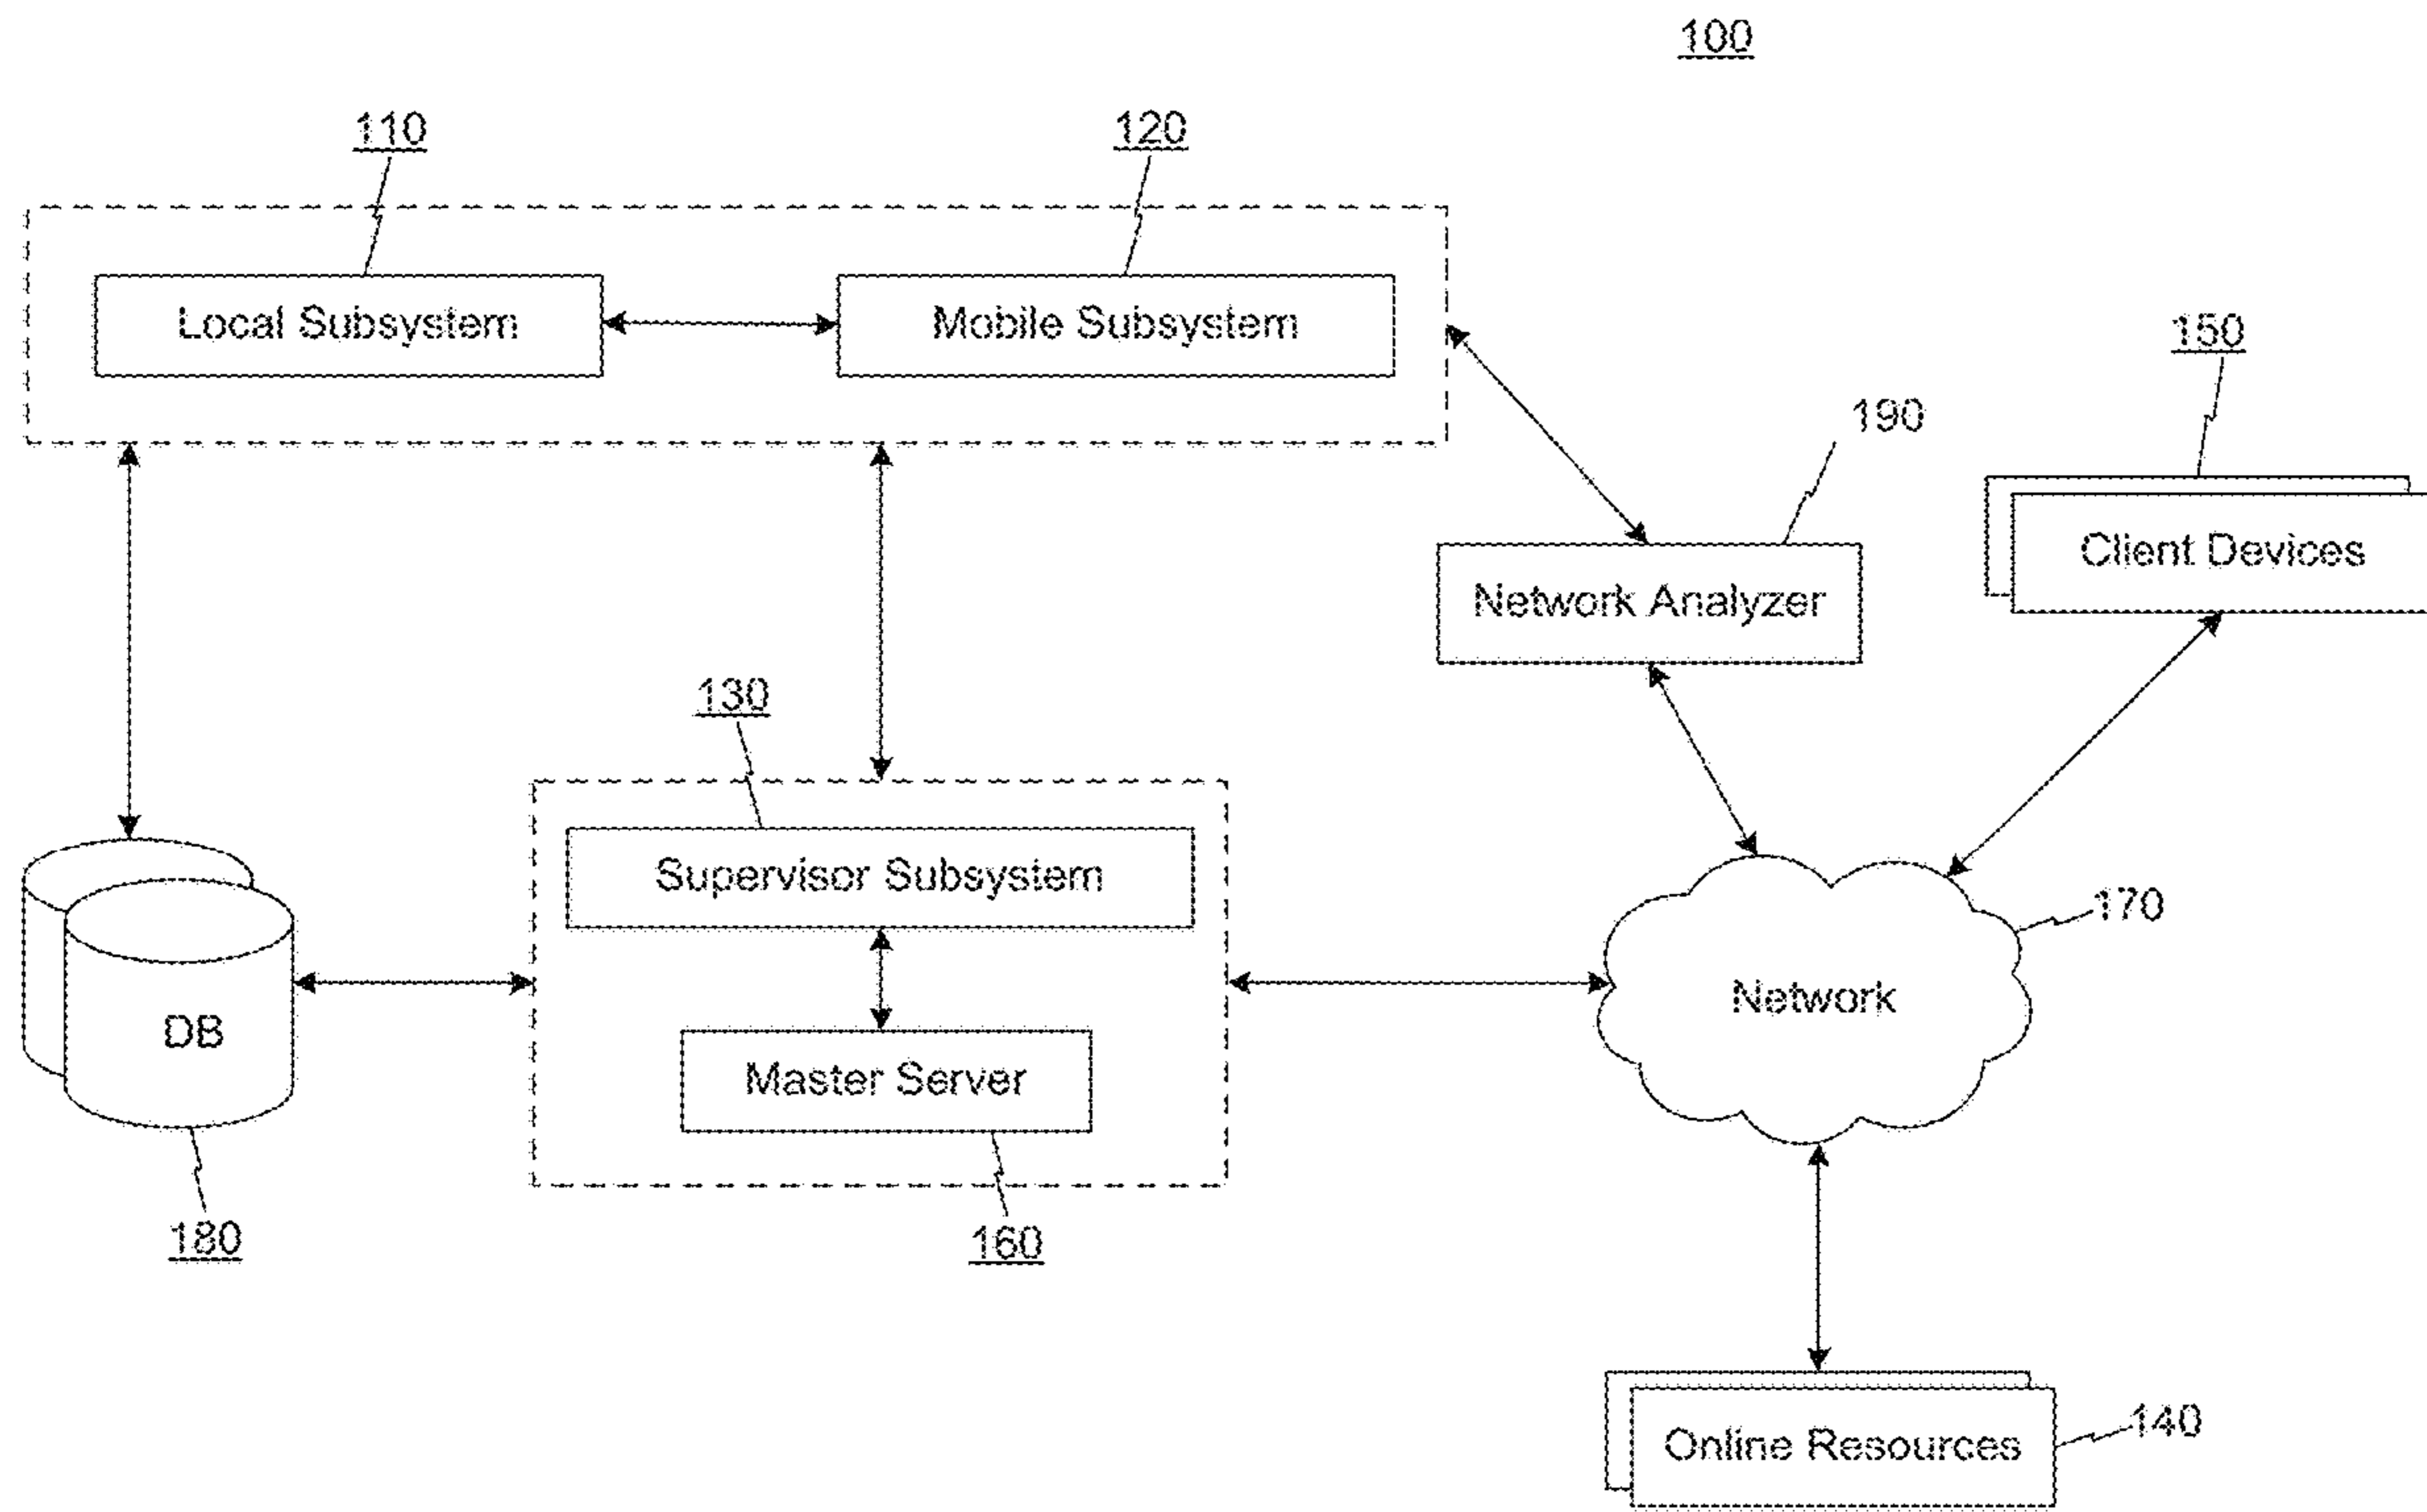 100
110
120
Local Subsystem
Mobile Subsystem
150
190
Client Devices
Network Analyzer
130
Supervisor Subsystem
170
Network
DB
Master Server
180
160
140
Online Resources